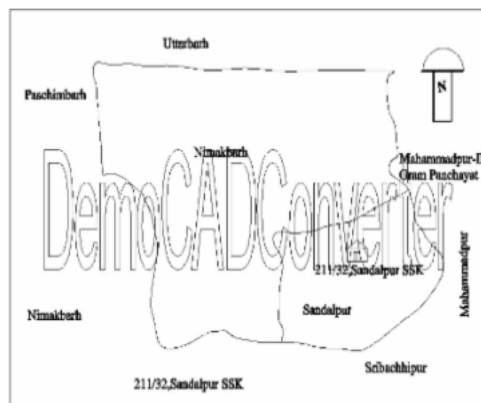 Uttarbarh
Paschimbarh
N
Nimakbarh
Mahammadpur-I
Gram Panchayat
DemoCADConverter
211/32,Sandalpur SSK
Mahammadpur
Nimakbarh
Sandalpur
Sribachhipur
211/32,Sandalpur SSK